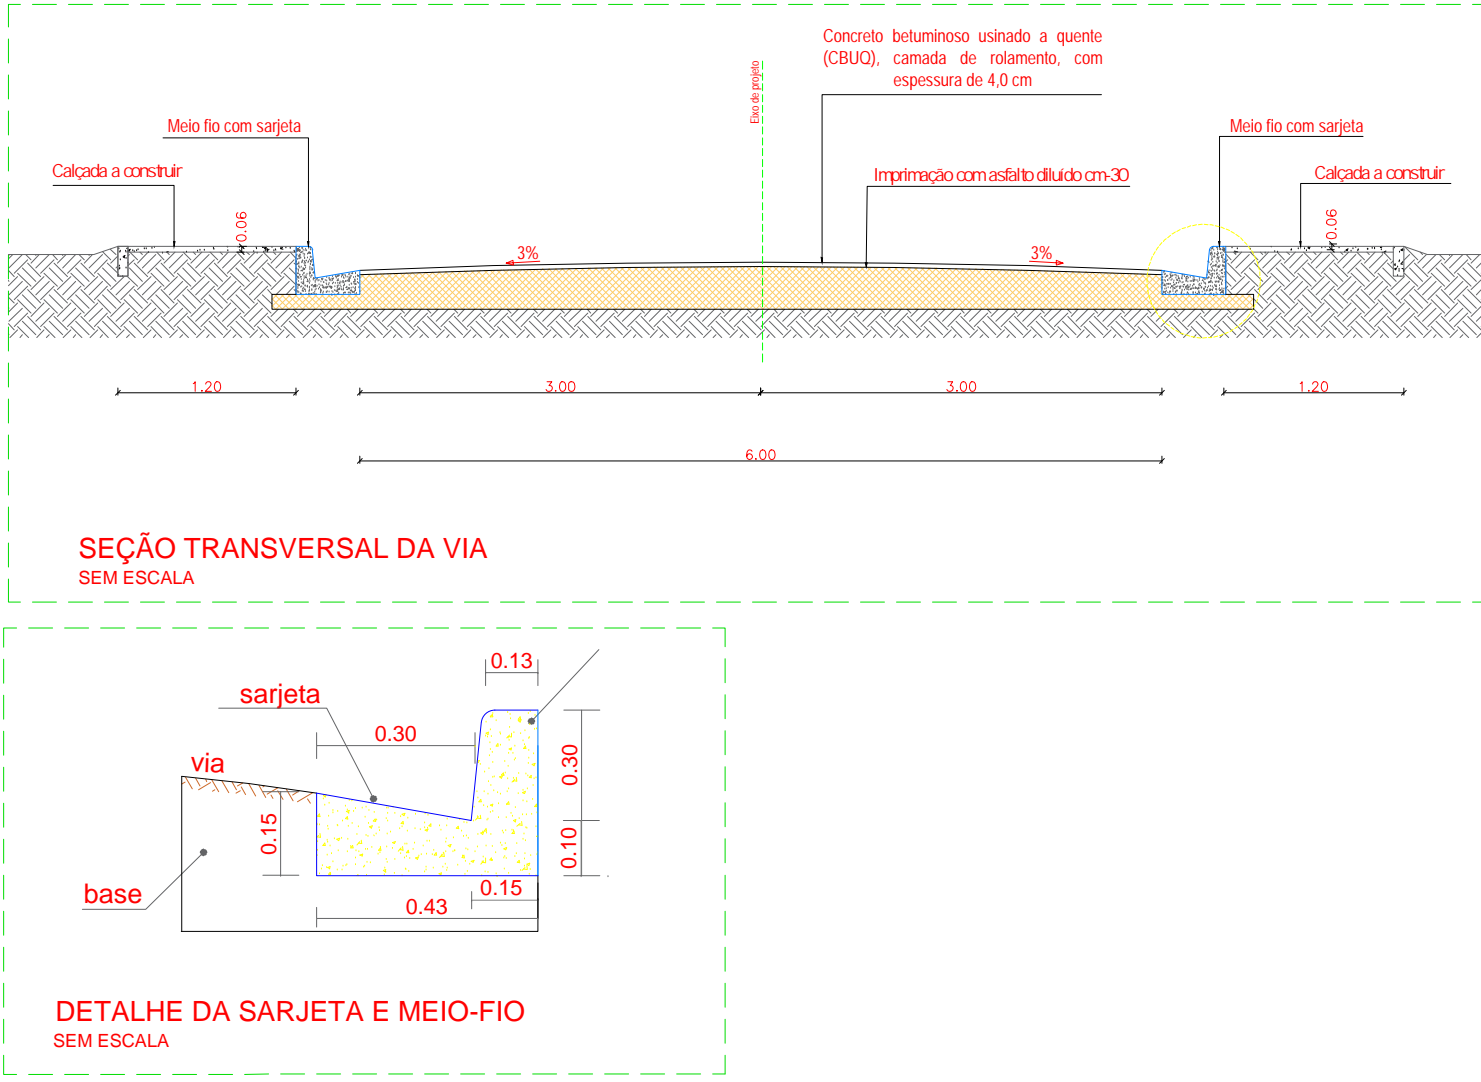 Concreto betuminoso usinado a quente
(CBUQ), camada de rolamento, com
espessura de 4,0 cm
Eixo de projeto
Meio fio com sarjeta
Meio fio com sarjeta
Calçada a construir
Imprimação com asfalto diluído cm-30
Calçada a construir
0.06
0.06
3%
3%
1.20
3.00
3.00
1.20
6.00
SEÇÃO TRANSVERSAL DA VIA
SEM ESCALA
0.13
sarjeta
0.30
via
0.30
0.15
0.10
base
0.15
0.43
DETALHE DA SARJETA E MEIO-FIO
SEM ESCALA